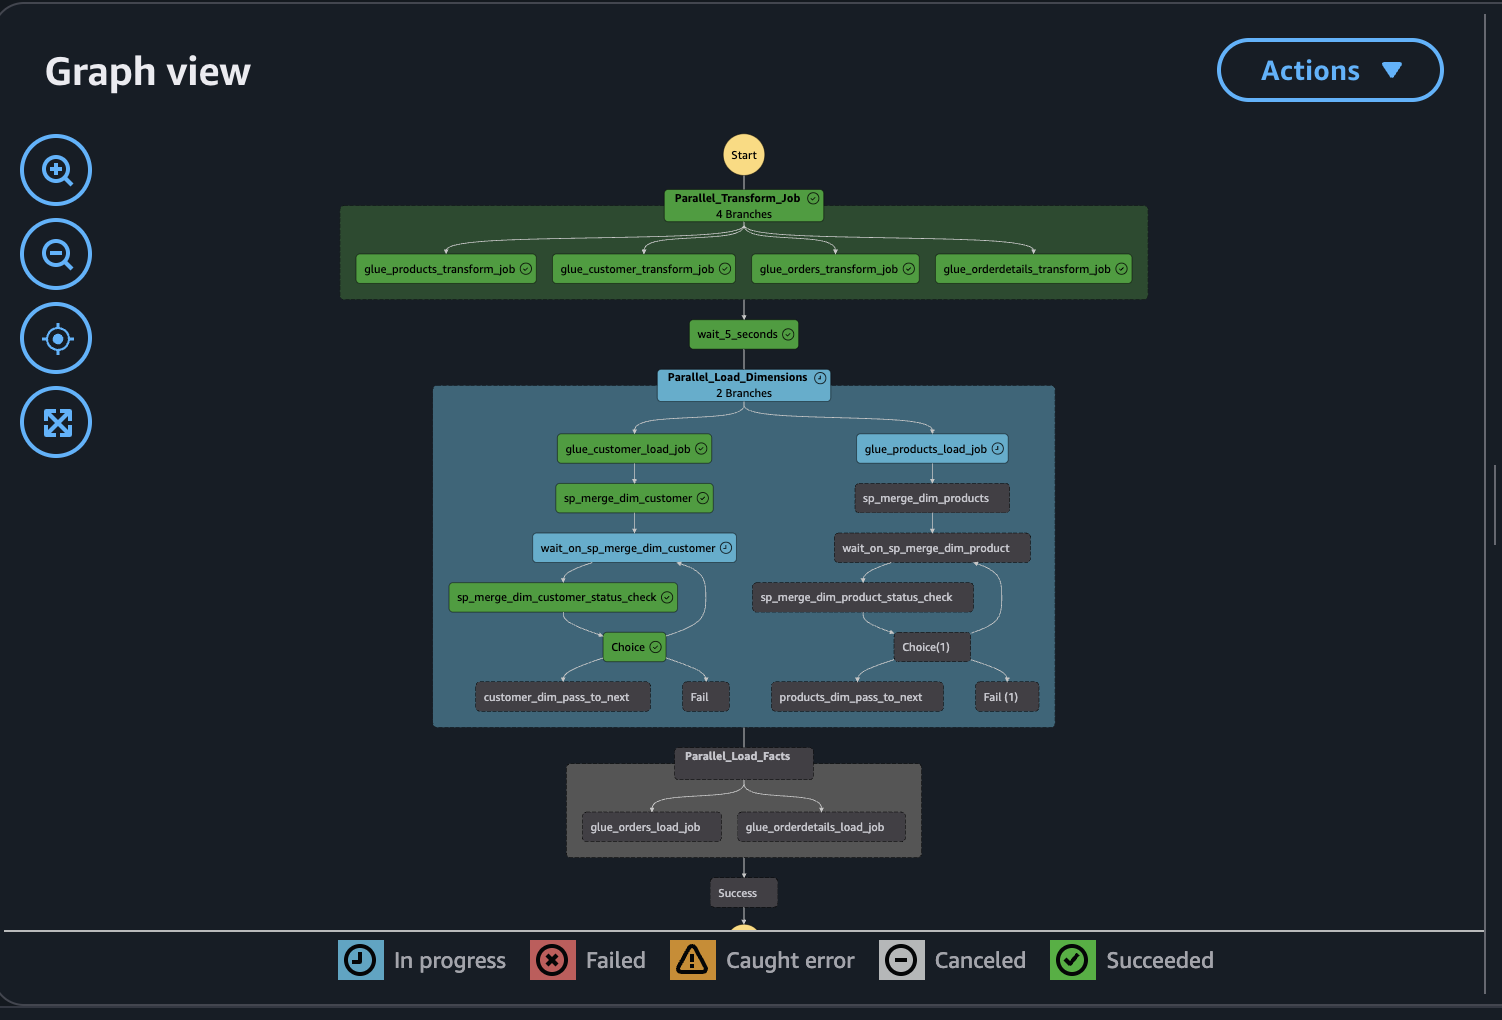 Graph view
Actions
Start
Parallel_Transform_Job
4 Branches
glue_products_transform_job
glue_customer_transform_job
glue_orders_transform_job
glue_orderdetails_transform_job
wait_5_seconds
Parallel_Load_Dimensions
2 Branches
glue_customer_load_job
glue_products_load_job
sp_merge_dim_customer
sp_merge_dim_products
wait_on_sp_merge_dim_customer
wait_on_sp_merge_dim_product
sp_merge_dim_customer_status_check
sp_merge_dim_product_status_check
Choice
Choice(1)
customer_dim_pass_to_next
Fail
products_dim_pass_to_next
Fail (1)
Parallel_Load_Facts
glue_orders_load_job
glue_orderdetails_load_job
Success
In progress
Failed
Caught error
Canceled
Succeeded